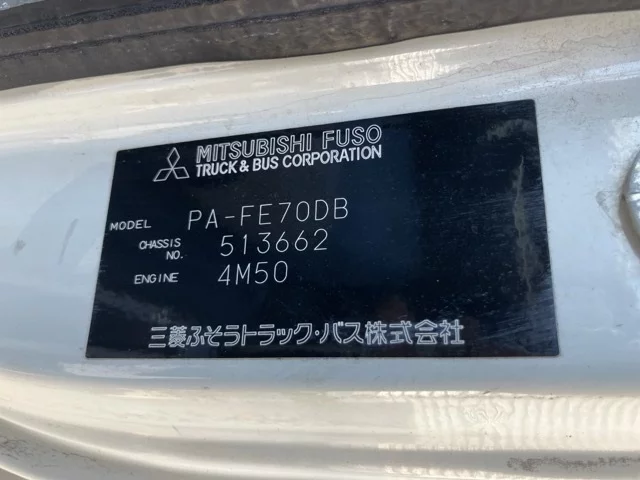 MITSUBISHI FUSO
TRUCK & BUS CORPORATION
MODEL PA-FE70DB
CHASSIS NO. 513662
ENGINE 4M50
三菱ふそうトラック・バス株式会社